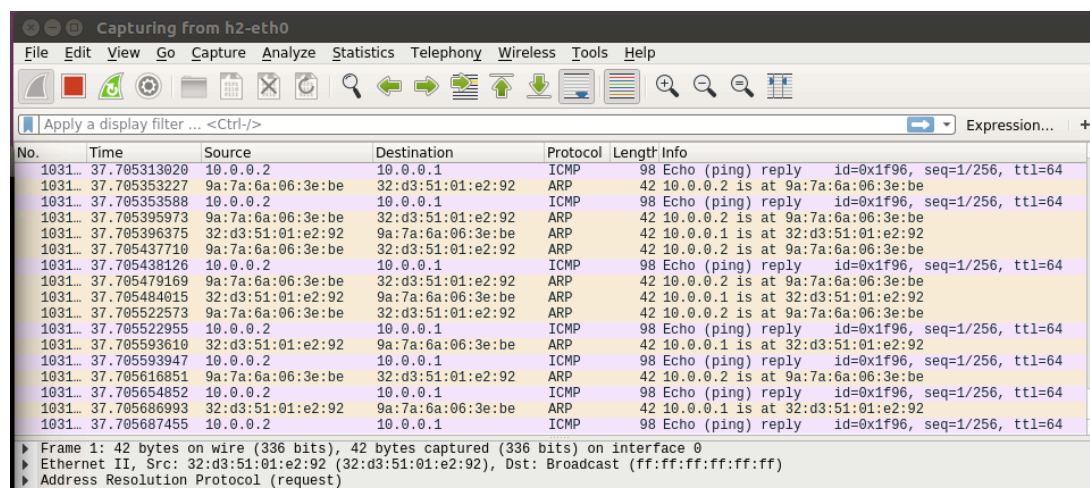 Capturing from h2-eth0
File Edit View Go Capture Analyze Statistics Telephony Wireless Tools Help
Apply a display filter ... <Ctrl-/> Expression... +
No. Time Source Destination Protocol Length Info
1031… 37.705313020 10.0.0.2 10.0.0.1 ICMP 98 Echo (ping) reply id=0x1f96, seq=1/256, ttl=64
1031… 37.705353227 9a:7a:6a:06:3e:be 32:d3:51:01:e2:92 ARP 42 10.0.0.2 is at 9a:7a:6a:06:3e:be
1031… 37.705353588 10.0.0.2 10.0.0.1 ICMP 98 Echo (ping) reply id=0x1f96, seq=1/256, ttl=64
1031… 37.705395973 9a:7a:6a:06:3e:be 32:d3:51:01:e2:92 ARP 42 10.0.0.2 is at 9a:7a:6a:06:3e:be
1031… 37.705396375 32:d3:51:01:e2:92 9a:7a:6a:06:3e:be ARP 42 10.0.0.1 is at 32:d3:51:01:e2:92
1031… 37.705437710 9a:7a:6a:06:3e:be 32:d3:51:01:e2:92 ARP 42 10.0.0.2 is at 9a:7a:6a:06:3e:be
1031… 37.705438126 10.0.0.2 10.0.0.1 ICMP 98 Echo (ping) reply id=0x1f96, seq=1/256, ttl=64
1031… 37.705479169 9a:7a:6a:06:3e:be 32:d3:51:01:e2:92 ARP 42 10.0.0.2 is at 9a:7a:6a:06:3e:be
1031… 37.705484015 32:d3:51:01:e2:92 9a:7a:6a:06:3e:be ARP 42 10.0.0.1 is at 32:d3:51:01:e2:92
1031… 37.705522573 9a:7a:6a:06:3e:be 32:d3:51:01:e2:92 ARP 42 10.0.0.2 is at 9a:7a:6a:06:3e:be
1031… 37.705522955 10.0.0.2 10.0.0.1 ICMP 98 Echo (ping) reply id=0x1f96, seq=1/256, ttl=64
1031… 37.705593610 32:d3:51:01:e2:92 9a:7a:6a:06:3e:be ARP 42 10.0.0.1 is at 32:d3:51:01:e2:92
1031… 37.705593947 10.0.0.2 10.0.0.1 ICMP 98 Echo (ping) reply id=0x1f96, seq=1/256, ttl=64
1031… 37.705616851 9a:7a:6a:06:3e:be 32:d3:51:01:e2:92 ARP 42 10.0.0.2 is at 9a:7a:6a:06:3e:be
1031… 37.705654852 10.0.0.2 10.0.0.1 ICMP 98 Echo (ping) reply id=0x1f96, seq=1/256, ttl=64
1031… 37.705686993 32:d3:51:01:e2:92 9a:7a:6a:06:3e:be ARP 42 10.0.0.1 is at 32:d3:51:01:e2:92
1031… 37.705687455 10.0.0.2 10.0.0.1 ICMP 98 Echo (ping) reply id=0x1f96, seq=1/256, ttl=64
Frame 1: 42 bytes on wire (336 bits), 42 bytes captured (336 bits) on interface 0
Ethernet II, Src: 32:d3:51:01:e2:92 (32:d3:51:01:e2:92), Dst: Broadcast (ff:ff:ff:ff:ff:ff)
Address Resolution Protocol (request)